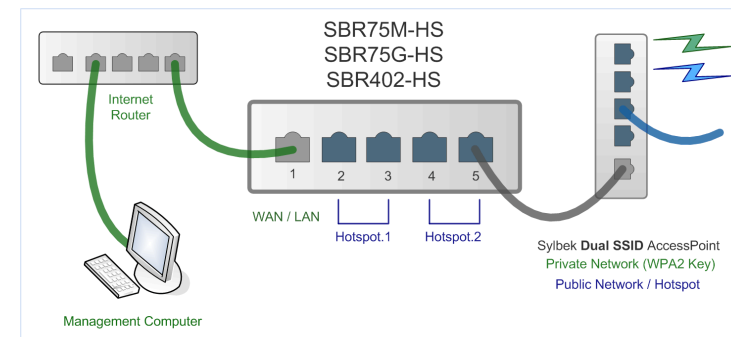 SBR75M-HS
SBR75G-HS
SBR402-HS
Internet
Router
1
2
3
4
5
WAN / LAN
Hotspot.1
Hotspot.2
Sylbek Dual SSID AccessPoint
Private Network (WPA2 Key)
Public Network / Hotspot
Management Computer